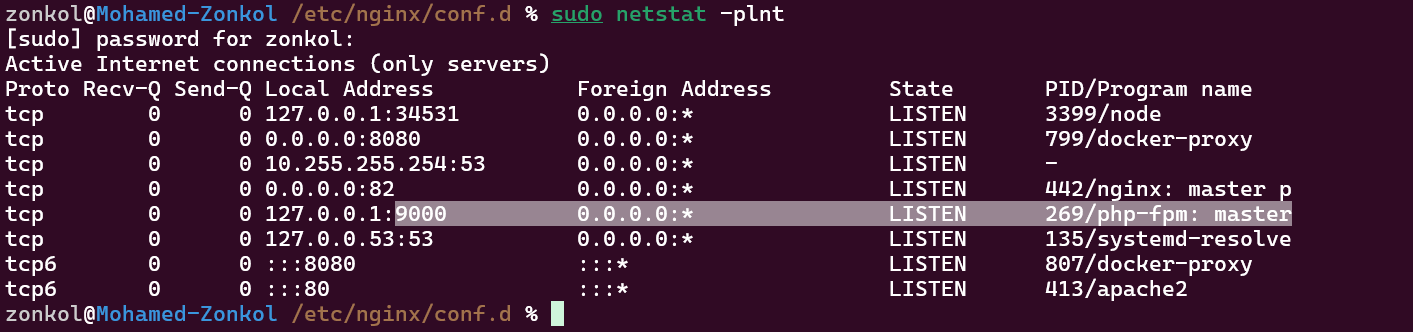 zonkol@Mohamed-Zonkol /etc/nginx/conf.d % sudo netstat -plnt
[sudo] password for zonkol:
Active Internet connections (only servers)
Proto Recv-Q Send-Q Local Address           Foreign Address         State       PID/Program name
tcp        0      0 127.0.0.1:34531         0.0.0.0:*               LISTEN      3399/node
tcp        0      0 0.0.0.0:8080            0.0.0.0:*               LISTEN      799/docker-proxy
tcp        0      0 10.255.255.254:53       0.0.0.0:*               LISTEN      -
tcp        0      0 0.0.0.0:82              0.0.0.0:*               LISTEN      442/nginx: master p
tcp        0      0 127.0.0.1:9000          0.0.0.0:*               LISTEN      269/php-fpm: master
tcp        0      0 127.0.0.53:53           0.0.0.0:*               LISTEN      135/systemd-resolve
tcp6       0      0 :::8080                 :::*                    LISTEN      807/docker-proxy
tcp6       0      0 :::80                   :::*                    LISTEN      413/apache2
zonkol@Mohamed-Zonkol /etc/nginx/conf.d %